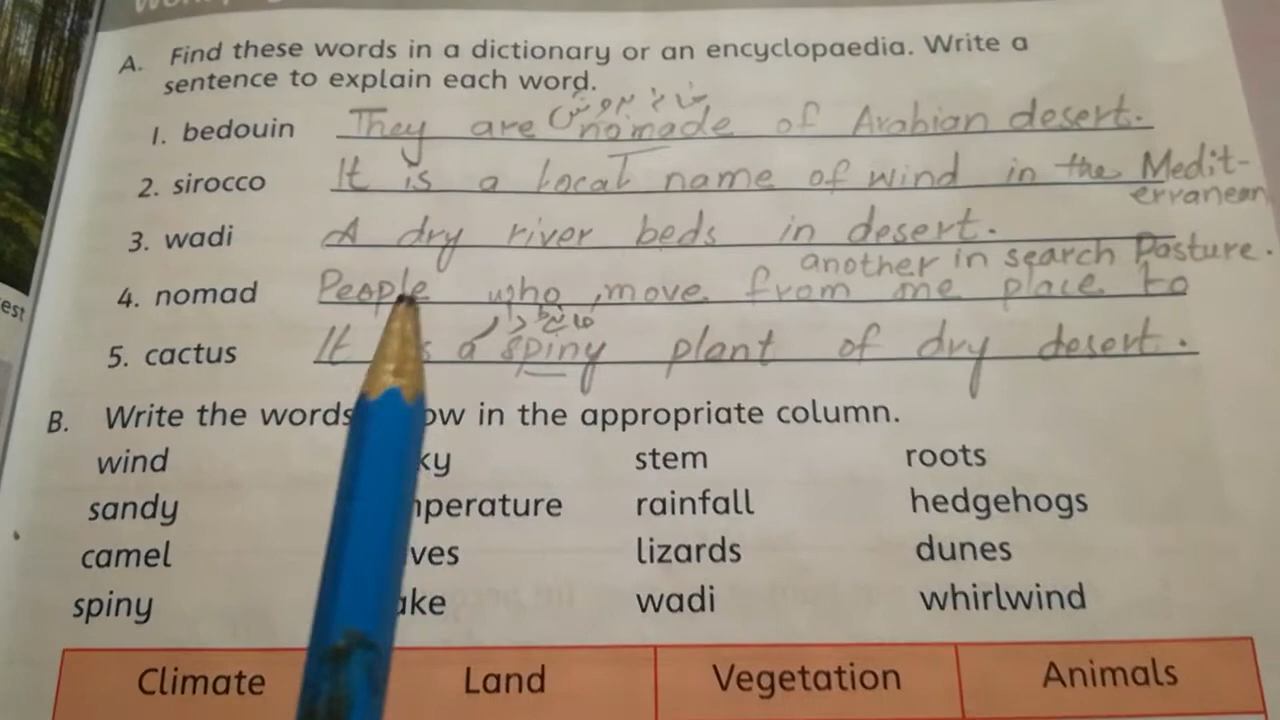 A. Find these words in a dictionary or an encyclopaedia. Write a
sentence to explain each word.
خانہ بدوش
1. bedouin They are nomade of Arabian desert.
2. sirocco It is a local name of wind in the Medit-
erranean
3. wadi A dry river beds in desert.
another in search Pasture.
4. nomad People who move from one place to
5. cactus It a spiny plant of dry desert.
B. Write the words in the appropriate column.
wind stem roots
sandy rainfall hedgehogs
camel lizards dunes
spiny wadi whirlwind
Climate Land Vegetation Animals